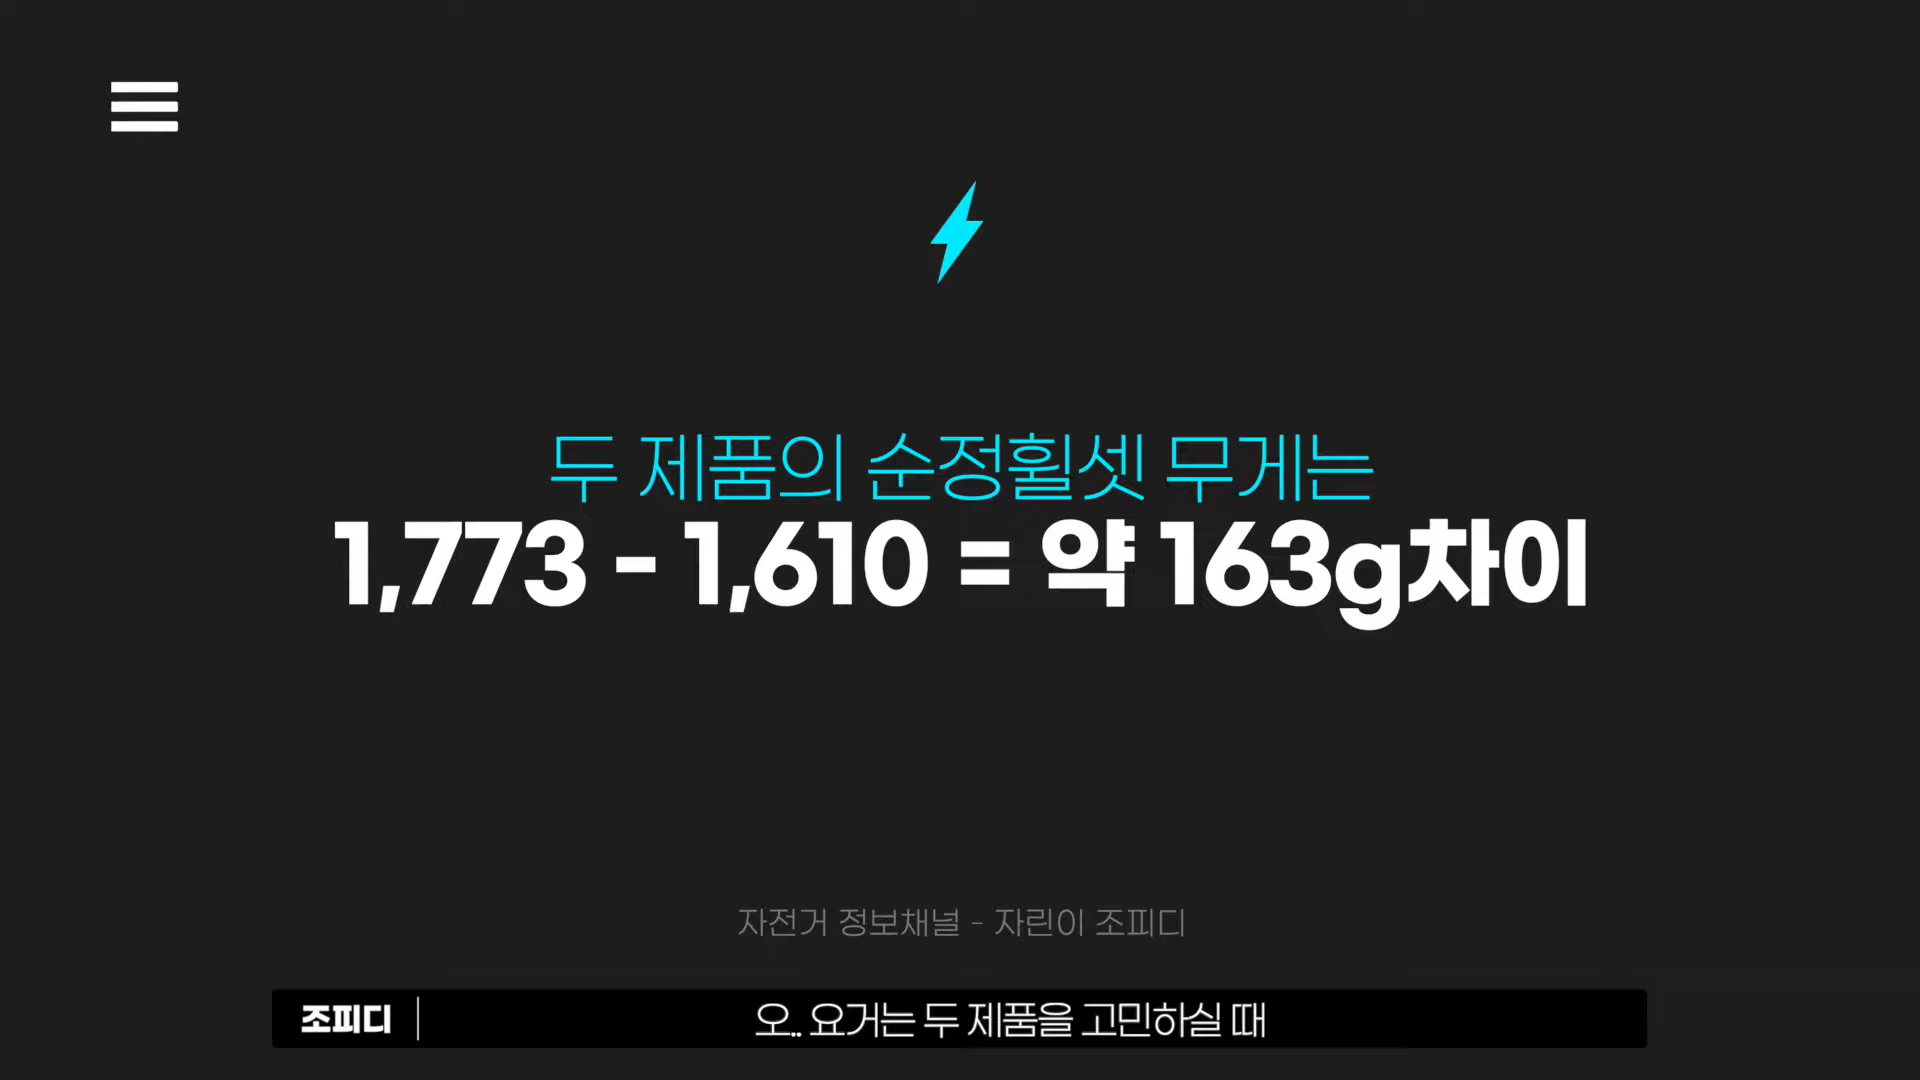 두 제품의 순정휠셋 무게는
1,773 - 1,610 = 약 163g차이
자전거 정보채널 - 자린이 조피디
조피디
오.. 요거는 두 제품을 고민하실 때